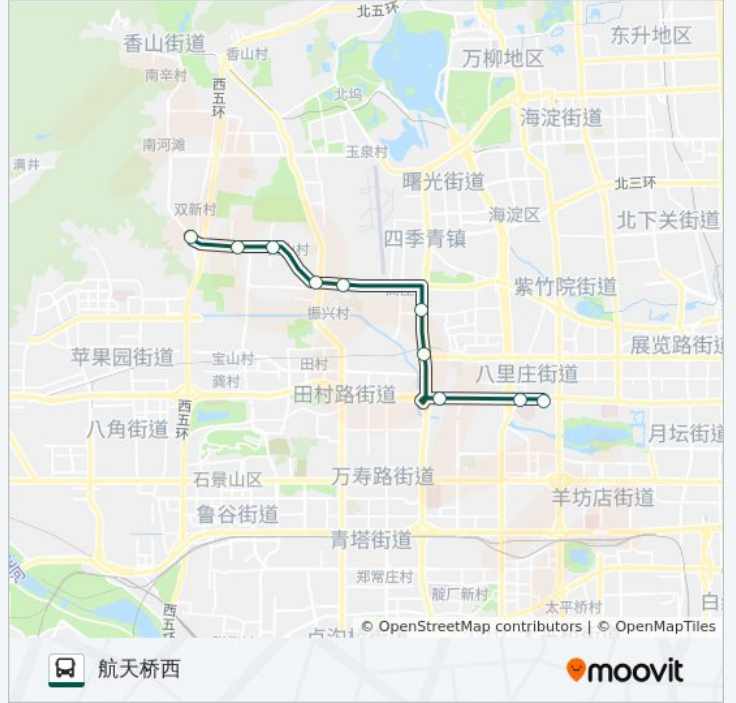 北五环
香山街道
香山村
万柳地区
东升地区
南辛村
西五环
北坞
海淀街道
南河滩
玉泉村
满井
曙光街道
北三环
双新村
海淀区
北下关街道
四季青镇
村
紫竹院街道
振兴村
展览路街道
苹果园街道
宝山村
田村
八里庄街道
龚村
田村路街道
西五环
八角街道
月坛街道
石景山区
万寿路街道
羊坊店街道
鲁谷街道
青塔街道
郑常庄村
靛厂新村
西五环
太平桥村
白
© OpenStreetMap contributors | © OpenMapTiles
航天桥西
moovit